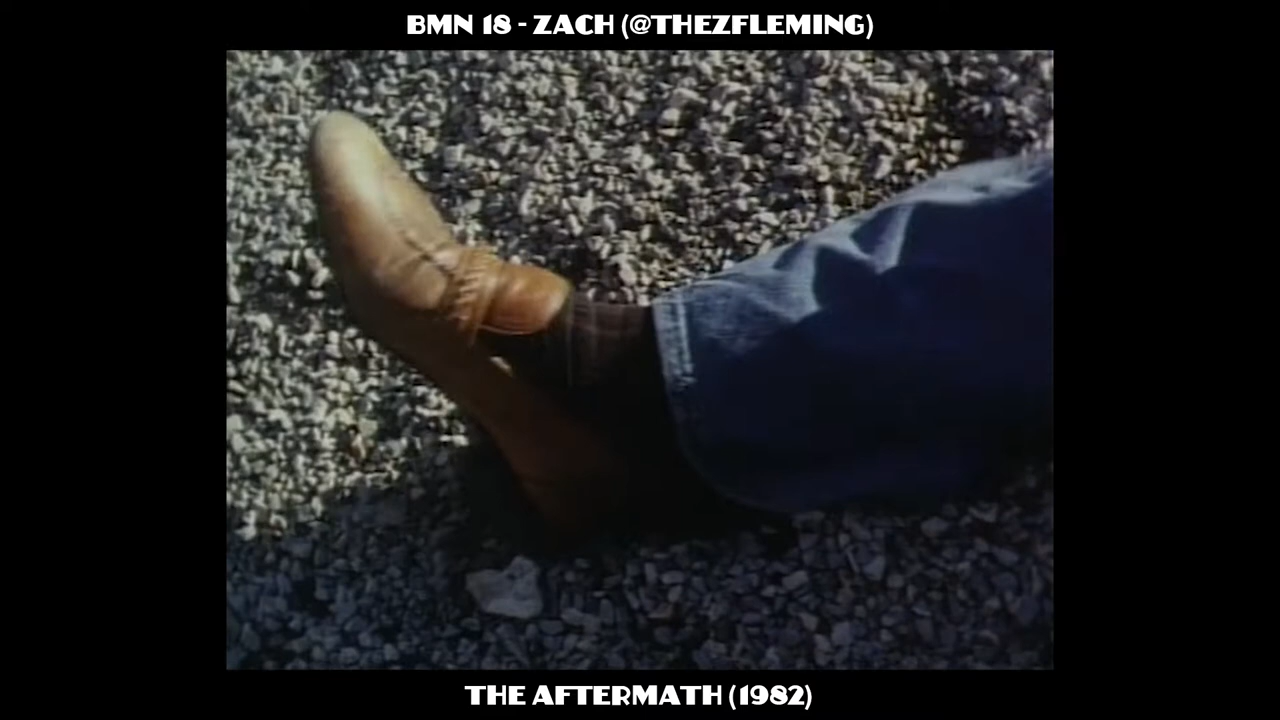 BMN 18 - ZACH (@THEZFLEMING)
THE AFTERMATH (1982)